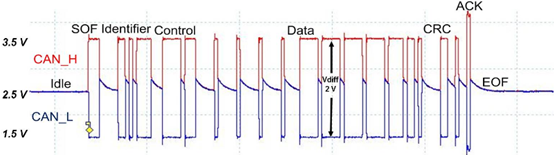 ACK
SOF Identifier Control Data CRC
3.5 V
CAN_H
Idle
Vdiff
2 V
EOF
2.5 V
CAN_L
1.5 V